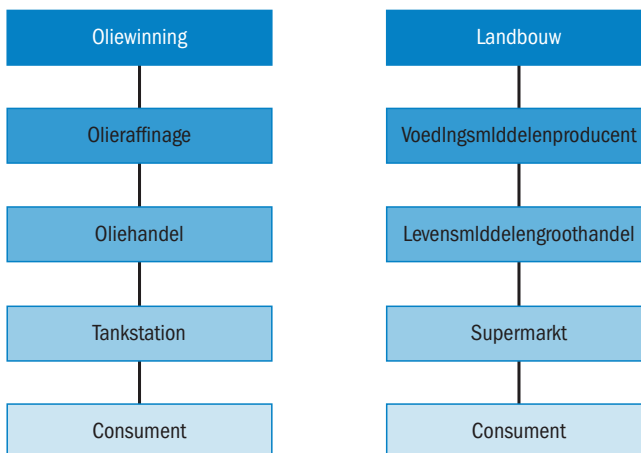 Oliewinning
Olieraffinage
Oliehandel
Tankstation
Consument
Landbouw
VoedIngsmIddelenproducent
LevensmIddelengroothandel
Supermarkt
Consument